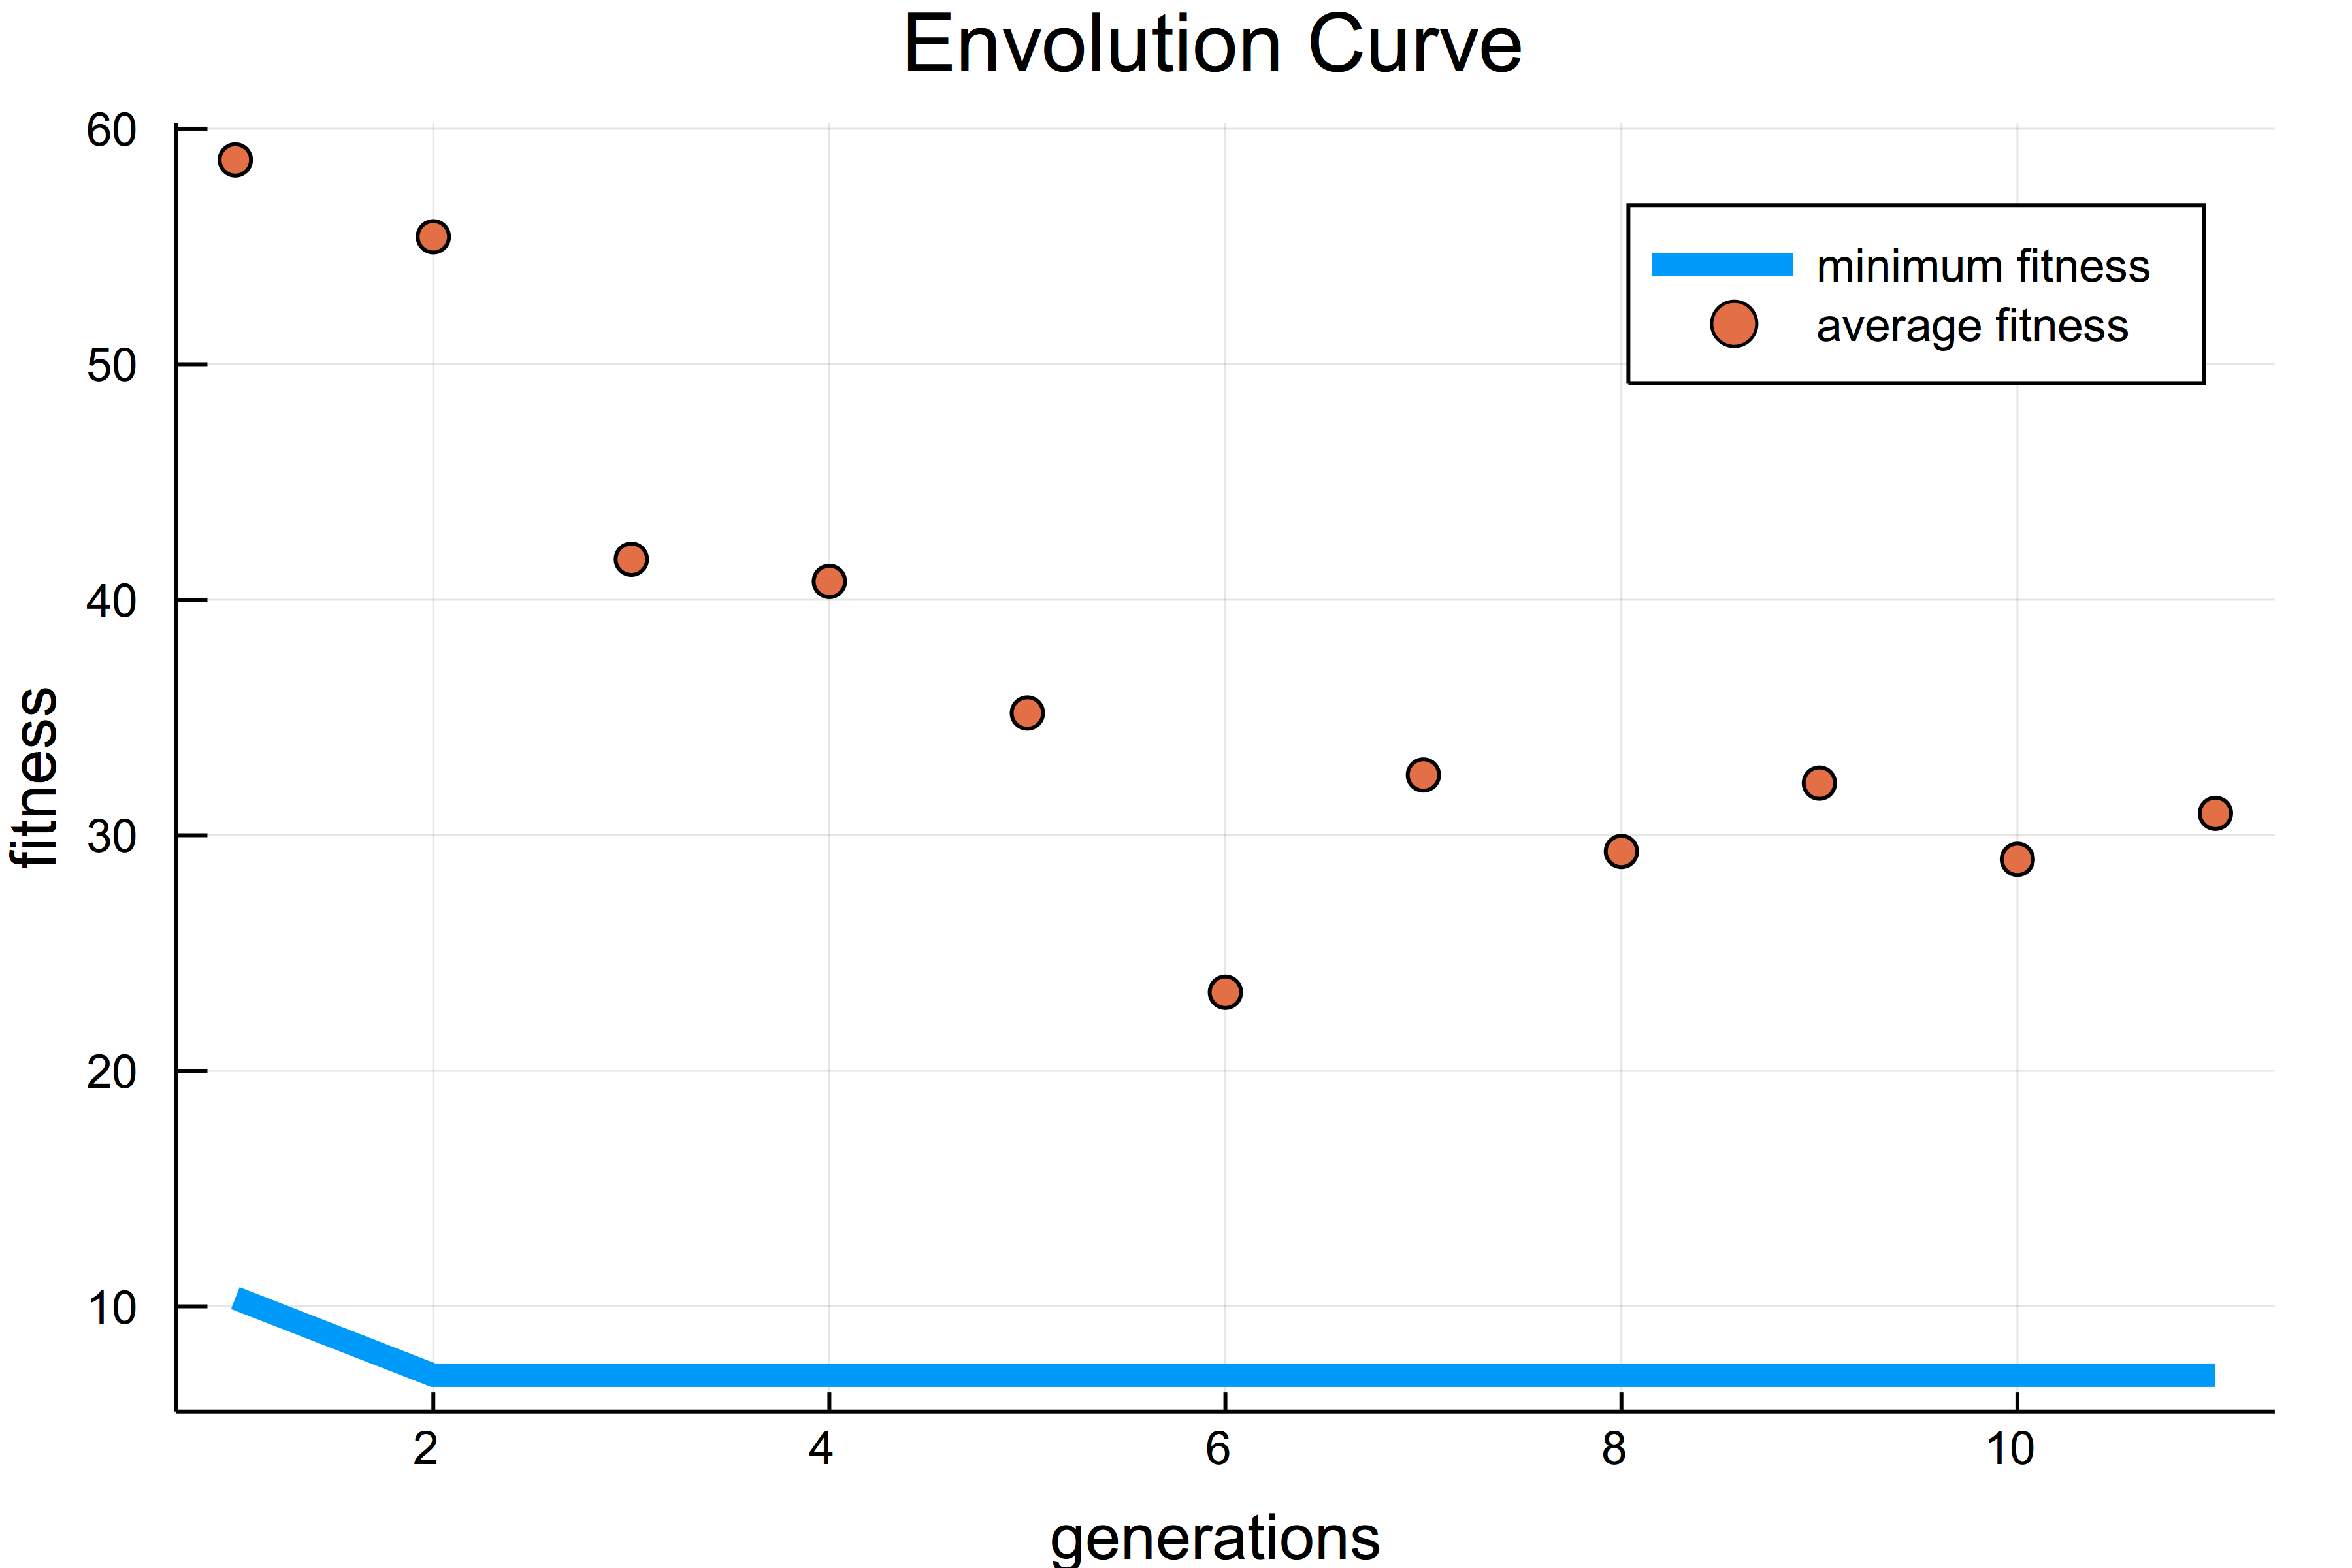 Envolution Curve
60
50
40
30
20
10
fitness
minimum fitness
average fitness
2 4 6 8 10
generations